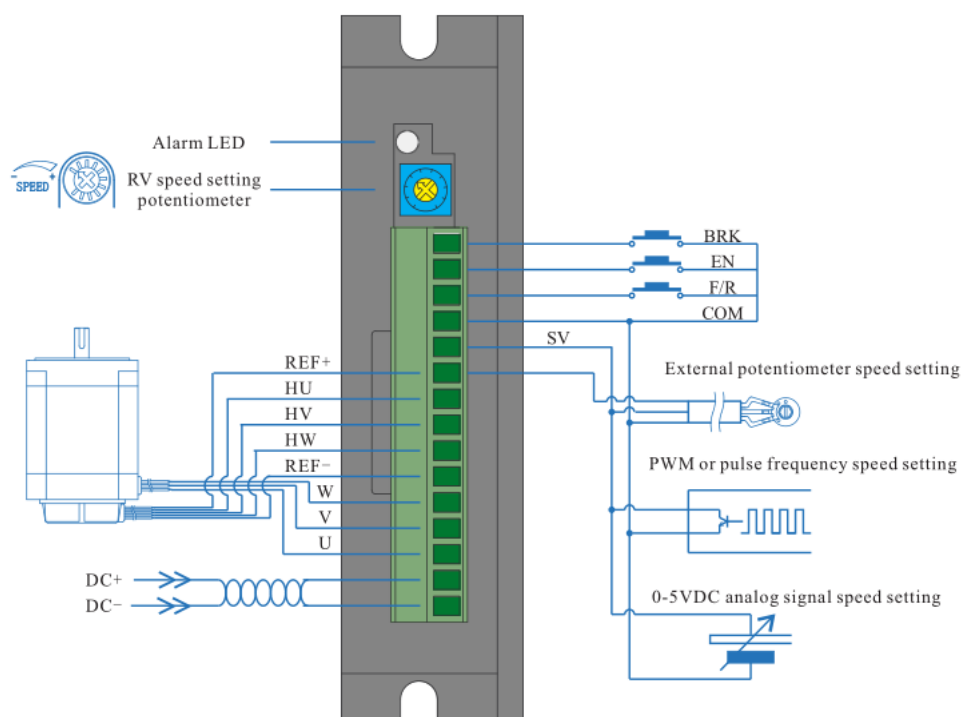 Alarm LED
SPEED
- +
RV speed setting
potentiometer
BRK
EN
F/R
COM
SV
REF+
HU
HV
HW
REF−
W
V
U
DC+
DC−
External potentiometer speed setting
PWM or pulse frequency speed setting
0-5VDC analog signal speed setting